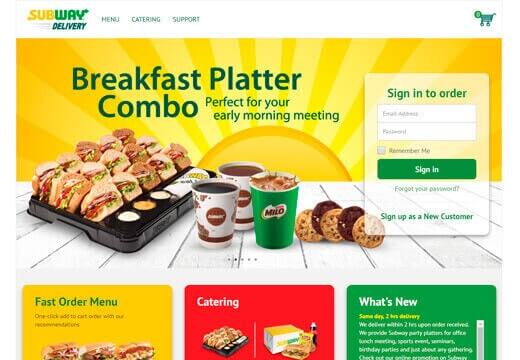 SUBWAY
DELIVERY
MENU
CATERING
SUPPORT
0
Breakfast Platter
Combo Perfect for your
early morning meeting
MILO
Sign in to order
Email Address
Password
Remember Me
Sign in
Forgot your password?
Sign up as a New Customer
Fast Order Menu
One-click add to cart order with our
recommendations
Catering
What's New
Same day, 2 hrs delivery
We deliver within 2 hrs upon order received.
We provide Subway party platters for office
lunch meeting, sports event, seminars,
birthday parties and just about any gathering.
Check out our online promotion on Subway